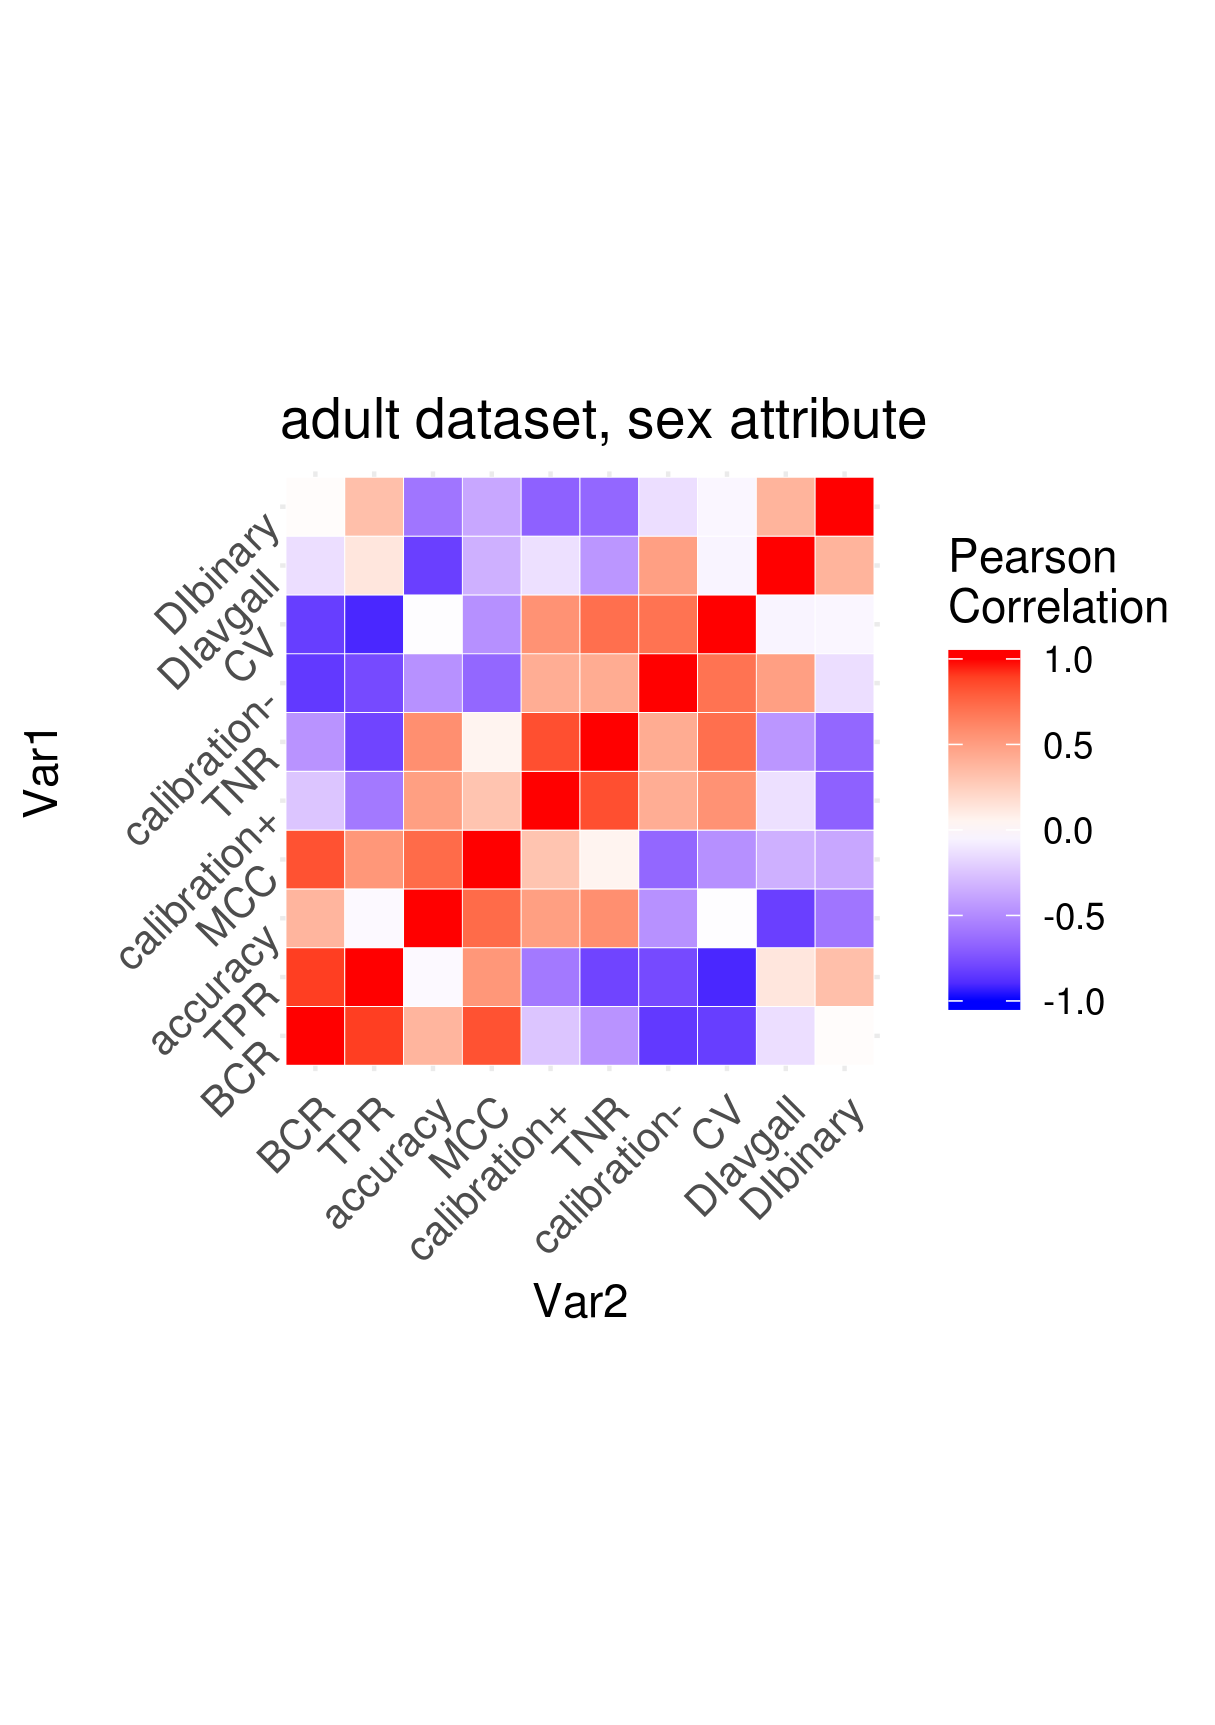 adult dataset, sex attribute
DIbinary
DIavgall
CV
calibration-
TNR
calibration+
MCC
accuracy
TPR
BCR
Var1
BCR
TPR
accuracy
MCC
calibration+
TNR
calibration-
CV
DIavgall
DIbinary
Var2
Pearson
Correlation
1.0
0.5
0.0
-0.5
-1.0